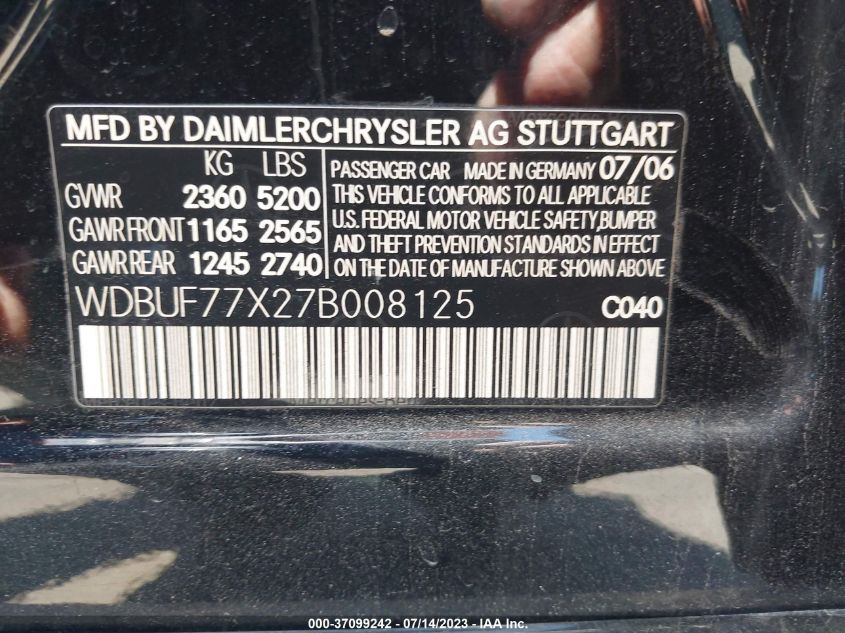 MFD BY DAIMLERCHRYSLER AG STUTTGART
KG LBS
GVWR 2360 5200
GAWR FRONT 1165 2565
GAWR REAR 1245 2740
PASSENGER CAR MADE IN GERMANY 07/06
THIS VEHICLE CONFORMS TO ALL APPLICABLE
U.S. FEDERAL MOTOR VEHICLE SAFETY,BUMPER
AND THEFT PREVENTION STANDARDS IN EFFECT
ON THE DATE OF MANUFACTURE SHOWN ABOVE
WDBUF77X27B008125 C040
000-37099242 - 07/14/2023 - IAA Inc.